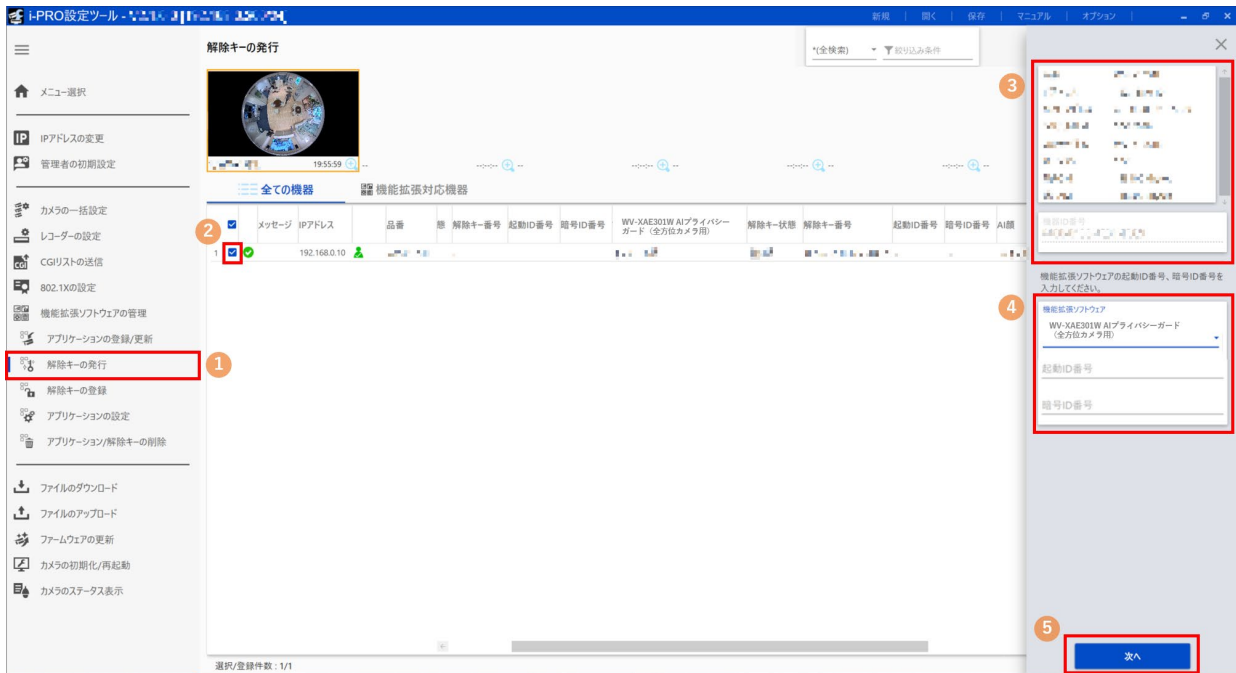 i-PRO設定ツール -
新規 | 開く | 保存 | マニュアル | オプション |
解除キーの発行
*(全検索)
絞り込み条件
メニュー選択
IP IPアドレスの変更
管理者の初期設定
カメラの一括設定
レコーダーの設定
CGIリストの送信
802.1Xの設定
機能拡張ソフトウェアの管理
アプリケーションの登録/更新
解除キーの発行
解除キーの登録
アプリケーションの設定
アプリケーション/解除キーの削除
ファイルのダウンロード
ファイルのアップロード
ファームウェアの更新
カメラの初期化/再起動
カメラのステータス表示
1
19:55:59 --
--:--:-- --
--:--:-- --
--:--:-- --
--:--:-- --
全ての機器
機能拡張対応機器
2
メッセージ IPアドレス 品番 態 解除キー番号 起動ID番号 暗号ID番号 WV-XAE301W AIプライバシー
ガード（全方位カメラ用） 解除キー状態 解除キー番号 起動ID番号 暗号ID番号 AI顔
1 192.168.0.10
選択/登録件数 : 1/1
3
機器ID番号
機能拡張ソフトウェアの起動ID番号、暗号ID番号を
入力してください。
4
機能拡張ソフトウェア
WV-XAE301W AIプライバシーガード
（全方位カメラ用）
起動ID番号
暗号ID番号
5
次へ